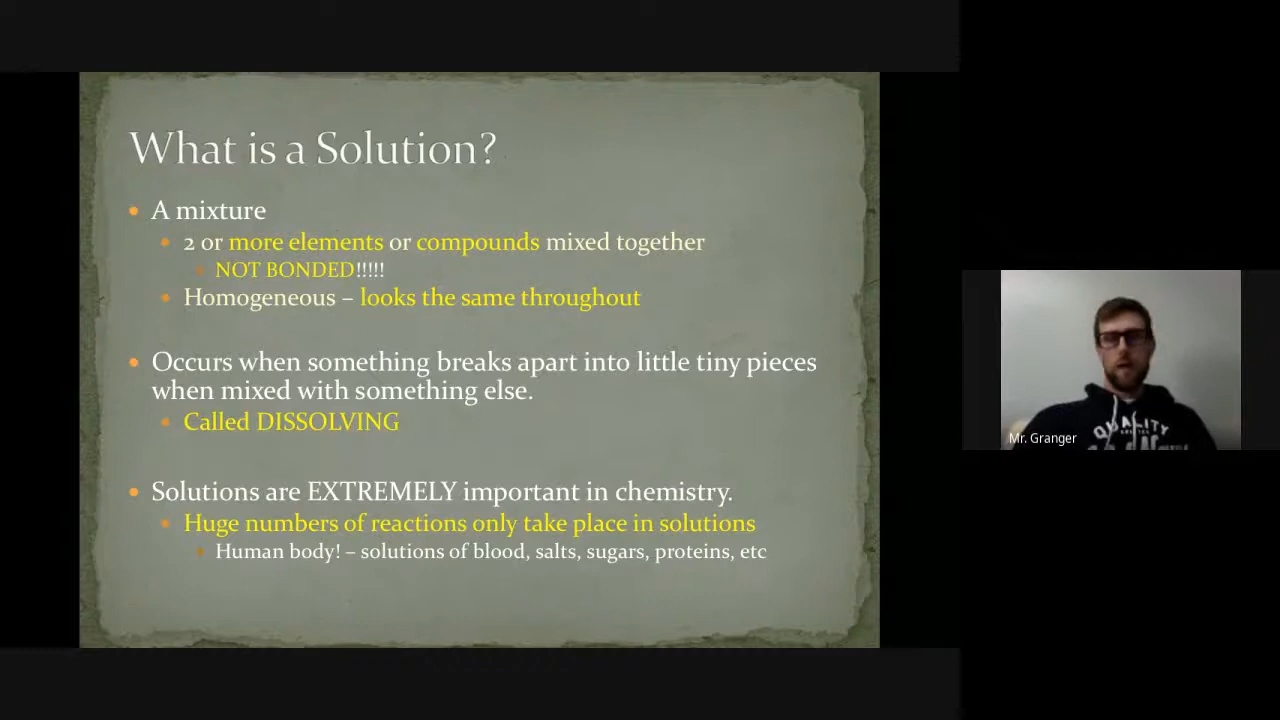 What is a Solution?
A mixture
2 or more elements or compounds mixed together
NOT BONDED!!!!!
Homogeneous – looks the same throughout
Occurs when something breaks apart into little tiny pieces
when mixed with something else.
Called DISSOLVING
Solutions are EXTREMELY important in chemistry.
Huge numbers of reactions only take place in solutions
Human body! – solutions of blood, salts, sugars, proteins, etc
QUALITY
Mr. Granger